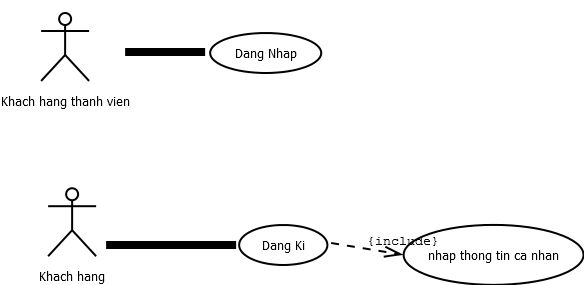 Dang Nhap
Khach hang thanh vien
{include}
Dang Ki
nhap thong tin ca nhan
Khach hang